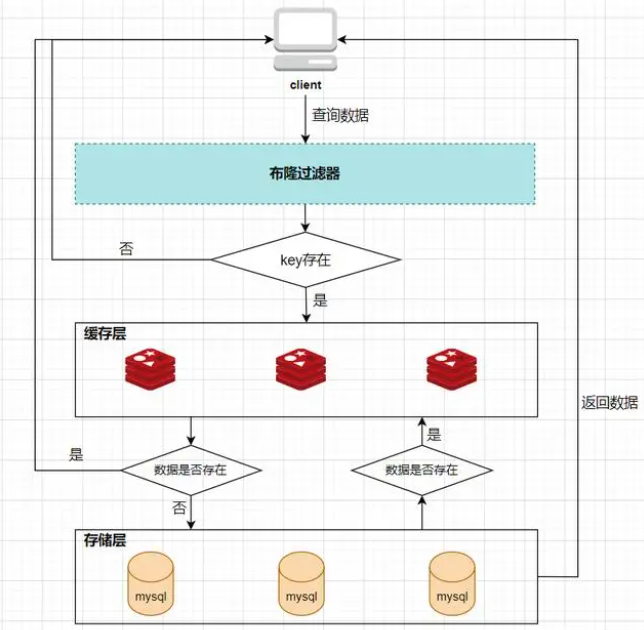 client
查询数据
布隆过滤器
否
key存在
是
缓存层
返回数据
是
数据是否存在
是
数据是否存在
否
存储层
mysql
mysql
mysql